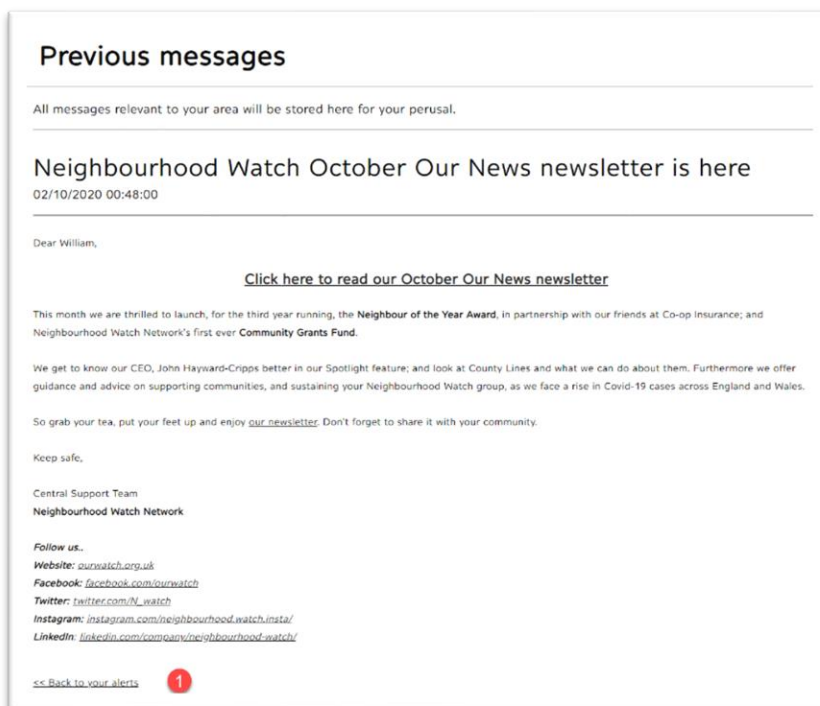 Previous messages
All messages relevant to your area will be stored here for your perusal.
Neighbourhood Watch October Our News newsletter is here
02/10/2020 00:48:00
Dear William,
Click here to read our October Our News newsletter
This month we are thrilled to launch, for the third year running, the Neighbour of the Year Award, in partnership with our friends at Co-op Insurance; and
Neighbourhood Watch Network's first ever Community Grants Fund.
We get to know our CEO, John Hayward-Cripps better in our Spotlight feature; and look at County Lines and what we can do about them. Furthermore we offer
guidance and advice on supporting communities, and sustaining your Neighbourhood Watch group, as we face a rise in Covid-19 cases across England and Wales.
So grab your tea, put your feet up and enjoy our newsletter. Don't forget to share it with your community.
Keep safe,
Central Support Team
Neighbourhood Watch Network
Follow us..
Website: ourwatch.org.uk
Facebook: facebook.com/ourwatch
Twitter: twitter.com/N_watch
Instagram: instagram.com/neighbourhood.watch.insta/
LinkedIn: linkedin.com/company/neighbourhood-watch/
<< Back to your alerts 1